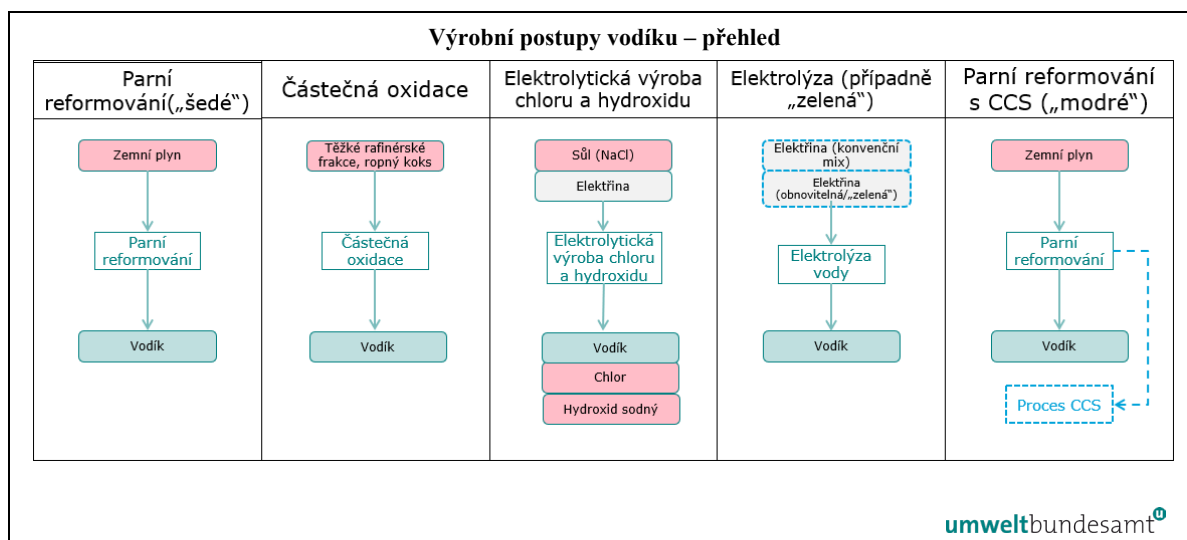 Výrobní postupy vodíku – přehled
Parní
reformování(„šedé“)
Zemní plyn
Parní
reformování
Vodík
Částečná oxidace
Těžké rafinérské
frakce, ropný koks
Částečná
oxidace
Vodík
Elektrolytická výroba
chloru a hydroxidu
Sůl (NaCl)
Elektřina
Elektrolytická
výroba chloru
a hydroxidu
Vodík
Chlor
Hydroxid sodný
Elektrolýza (případně
„zelená“)
Elektřina (konvenční
mix)
Elektřina
(obnovitelná/„zelená“)
Elektrolýza
vody
Vodík
Parní reformování
s CCS („modré“)
Zemní plyn
Parní
reformování
Vodík
Proces CCS
umweltbundesamt